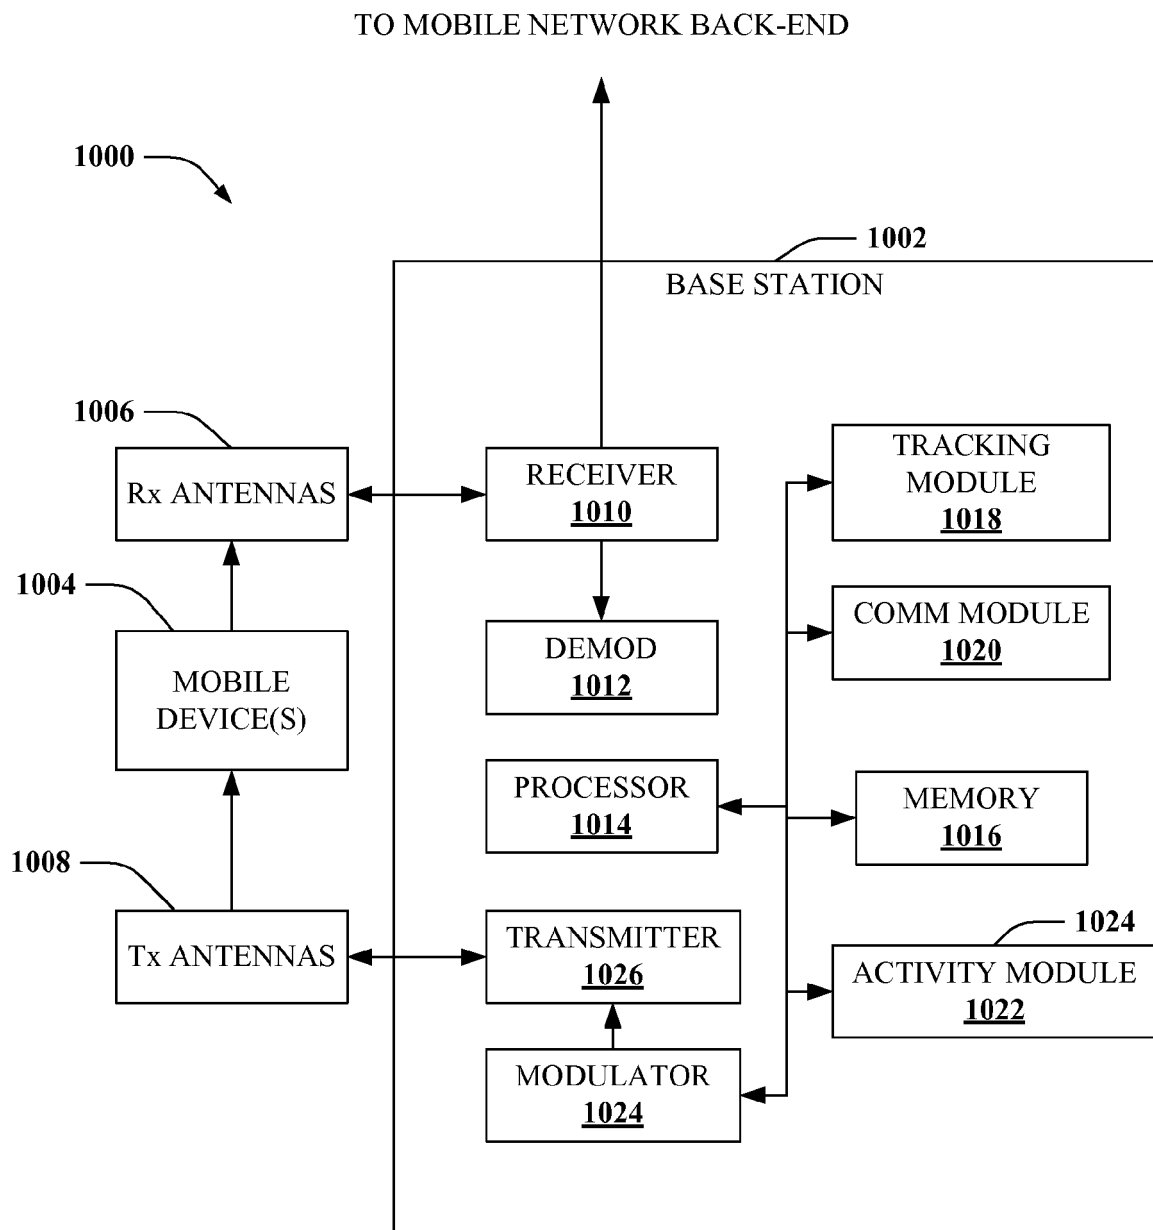 TO MOBILE NETWORK BACK-END
1000
1002
BASE STATION
1006
Rx ANTENNAS
RECEIVER
1010
TRACKING
MODULE
1018
1004
MOBILE
DEVICE(S)
DEMOD
1012
COMM MODULE
1020
PROCESSOR
1014
MEMORY
1016
1008
Tx ANTENNAS
TRANSMITTER
1026
1024
ACTIVITY MODULE
1022
MODULATOR
1024